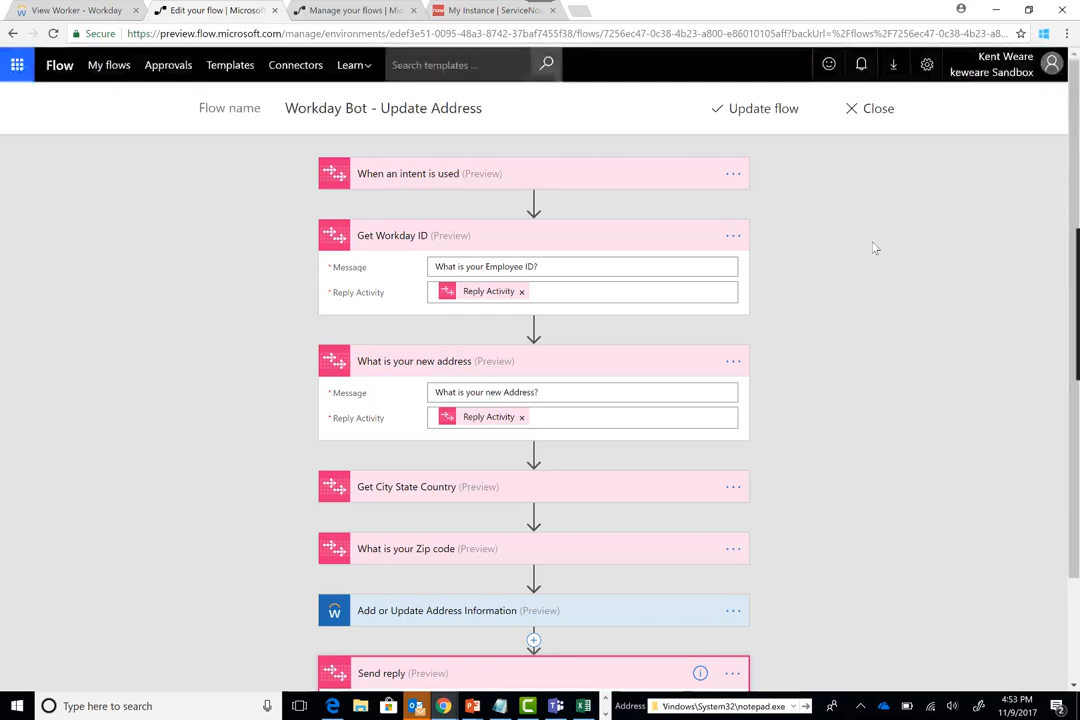 View Worker - Workday
Edit your flow | Microsof
Manage your flows | Mic
now My Instance | ServiceNo
Secure
https://preview.flow.microsoft.com/manage/environments/edef3e51-0095-48a3-8742-37baf7455f38/flows/7256ec47-0c38-4b23-a800-e86010155aff?backUrl=%2Fflows%2F7256ec47-0c38-4b23-a8...
Flow
My flows
Approvals
Templates
Connectors
Learn
Search templates ...
Kent Weare
keweare Sandbox
Flow name
Workday Bot - Update Address
Update flow
Close
When an intent is used (Preview)
Get Workday ID (Preview)
* Message
What is your Employee ID?
* Reply Activity
Reply Activity x
What is your new address (Preview)
* Message
What is your new Address?
* Reply Activity
Reply Activity x
Get City State Country (Preview)
What is your Zip code (Preview)
W
Add or Update Address Information (Preview)
Send reply (Preview)
Type here to search
Address
\Windows\System32\notepad.exe
4:53 PM
11/9/2017
2